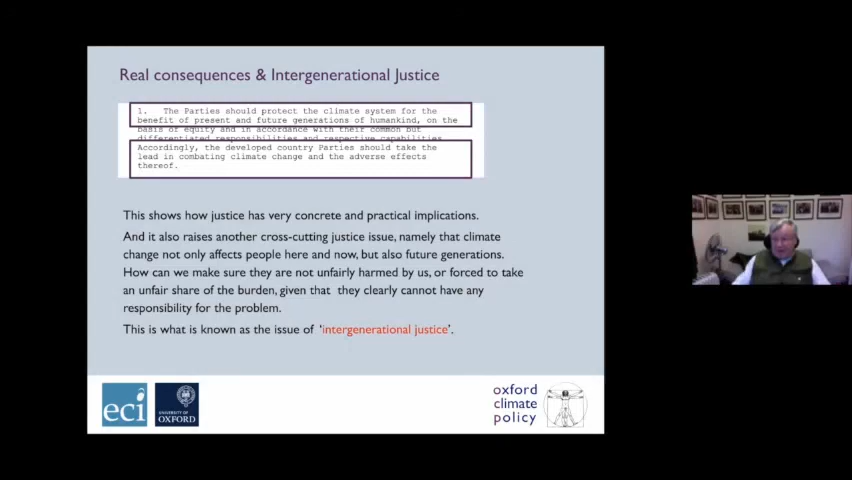 Real consequences & Intergenerational Justice
1. The Parties should protect the climate system for the
benefit of present and future generations of humankind, on the
basis of equity and in accordance with their common but
differentiated responsibilities and respective capabilities.
Accordingly, the developed country Parties should take the
lead in combating climate change and the adverse effects
thereof.
This shows how justice has very concrete and practical implications.
And it also raises another cross-cutting justice issue, namely that climate
change not only affects people here and now, but also future generations.
How can we make sure they are not unfairly harmed by us, or forced to take
an unfair share of the burden, given that they clearly cannot have any
responsibility for the problem.
This is what is known as the issue of ‘intergenerational justice’.
eci
UNIVERSITY OF
OXFORD
oxford
climate
policy